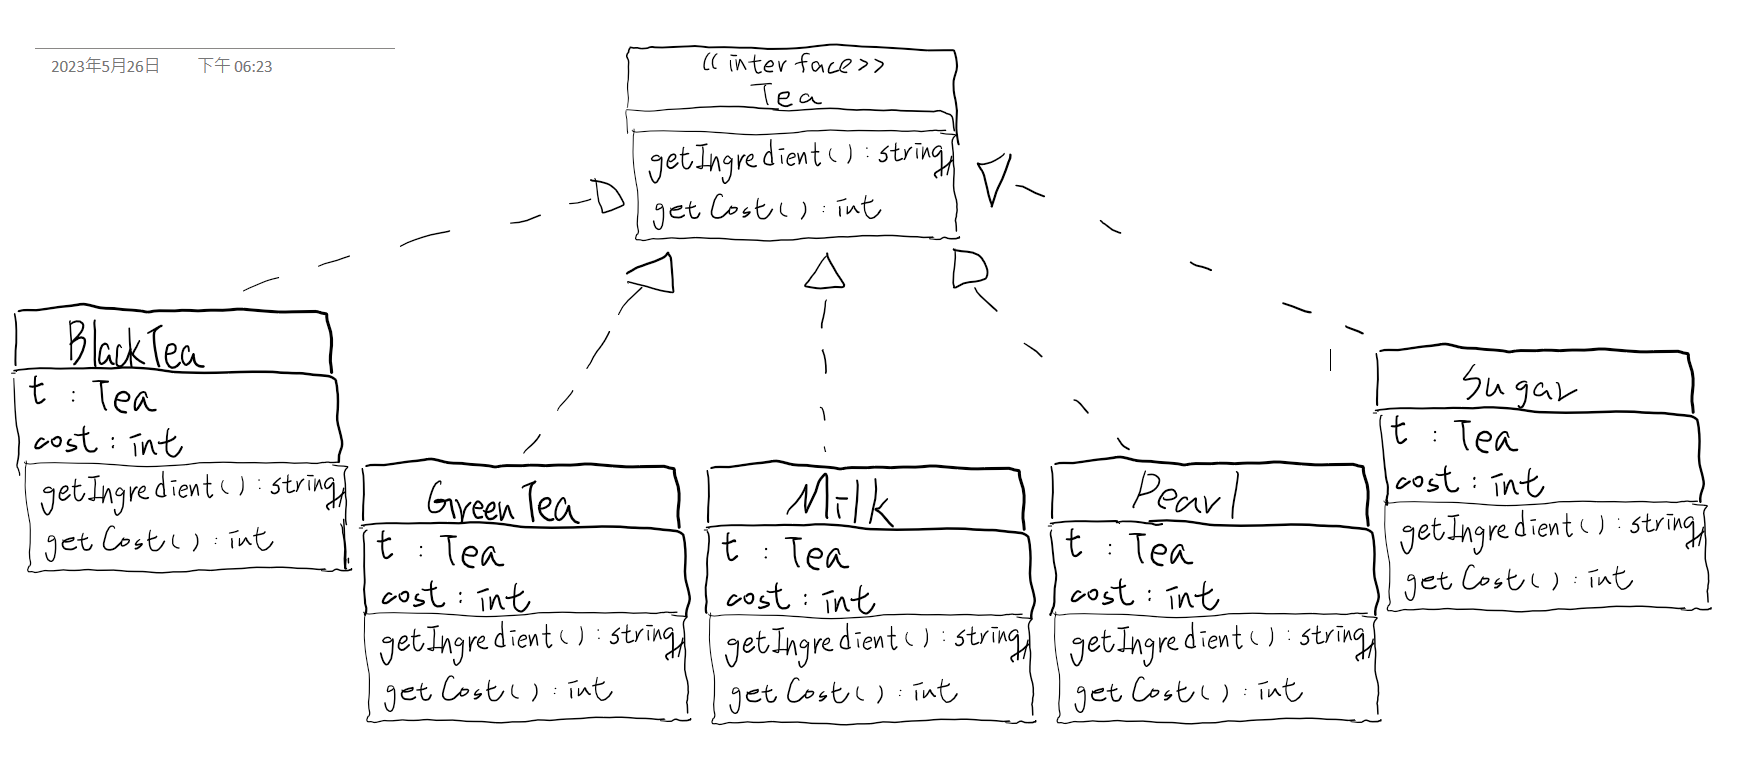 2023年5月26日 下午 06:23
<<interface>>
Tea
getIngredient(): string
getCost(): int
BlackTea
t : Tea
cost : int
getIngredient(): string
getCost(): int
GreenTea
t : Tea
cost : int
getIngredient(): string
getCost(): int
Milk
t : Tea
cost : int
getIngredient(): string
getCost(): int
Pearl
t : Tea
cost : int
getIngredient(): string
getCost(): int
Sugar
t : Tea
cost : int
getIngredient(): string
getCost(): int